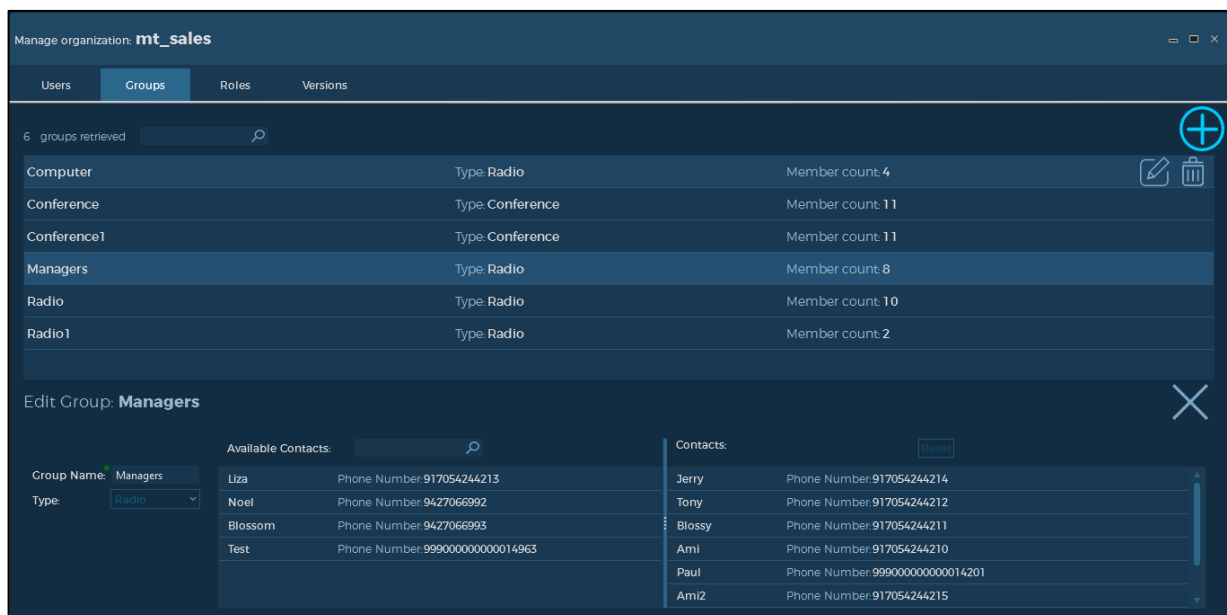 Manage organization: mt_sales
Users Groups Roles Versions
6 groups retrieved
Computer Type: Radio Member count: 4
Conference Type: Conference Member count: 11
Conference1 Type: Conference Member count: 11
Managers Type: Radio Member count: 8
Radio Type: Radio Member count: 10
Radio1 Type: Radio Member count: 2
Edit Group: Managers
Available Contacts: Contacts: Reset
Group Name:* Managers
Type: Radio
Liza Phone Number: 917054244213
Noel Phone Number: 9427066992
Blossom Phone Number: 9427066993
Test Phone Number: 999000000000014963
Jerry Phone Number: 917054244214
Tony Phone Number: 917054244212
Blossy Phone Number: 917054244211
Ami Phone Number: 917054244210
Paul Phone Number: 999000000000014201
Ami2 Phone Number: 917054244215